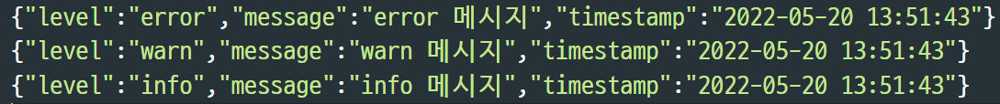 {"level":"error","message":"error 메시지","timestamp":"2022-05-20 13:51:43"}
{"level":"warn","message":"warn 메시지","timestamp":"2022-05-20 13:51:43"}
{"level":"info","message":"info 메시지","timestamp":"2022-05-20 13:51:43"}